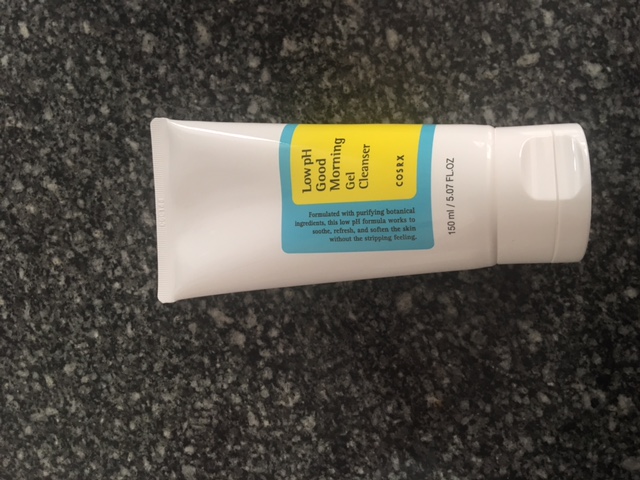 Low pH
Good
Morning
Gel
Cleanser
COSRX
Formulated with purifying botanical
ingredients, this low pH formula works to
soothe, refresh, and soften the skin
without the stripping feeling.
150 ml / 5.07 FL.OZ